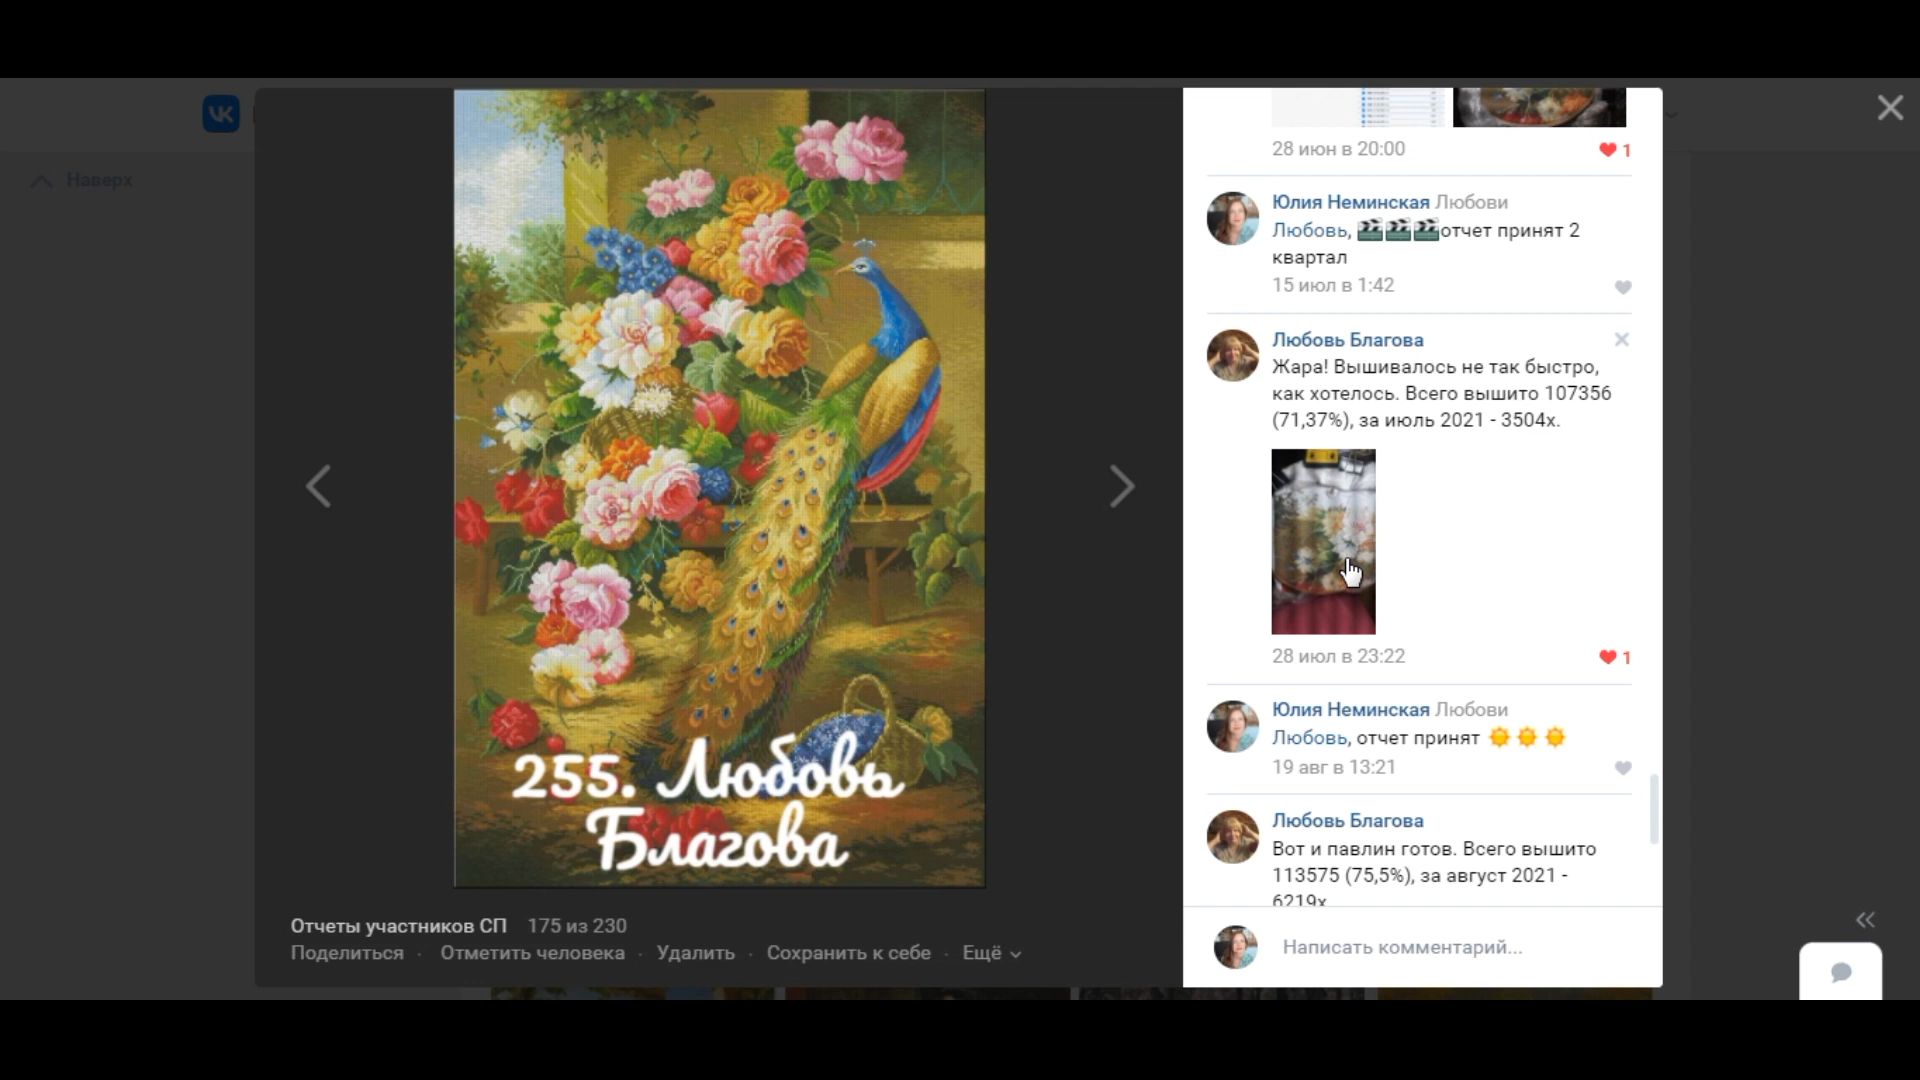 Наверх
255. Любовь
Благова
Отчеты участников СП 175 из 230
Поделиться · Отметить человека · Удалить · Сохранить к себе · Ещё
28 июн в 20:00 1
Юлия Неминская Любови
Любовь, 🎬🎬🎬отчет принят 2
квартал
15 июл в 1:42
Любовь Благова
Жара! Вышивалось не так быстро,
как хотелось. Всего вышито 107356
(71,37%), за июль 2021 - 3504х.
28 июл в 23:22 1
Юлия Неминская Любови
Любовь, отчет принят ☀️☀️☀️
19 авг в 13:21
Любовь Благова
Вот и павлин готов. Всего вышито
113575 (75,5%), за август 2021 -
6219х
Написать комментарий...